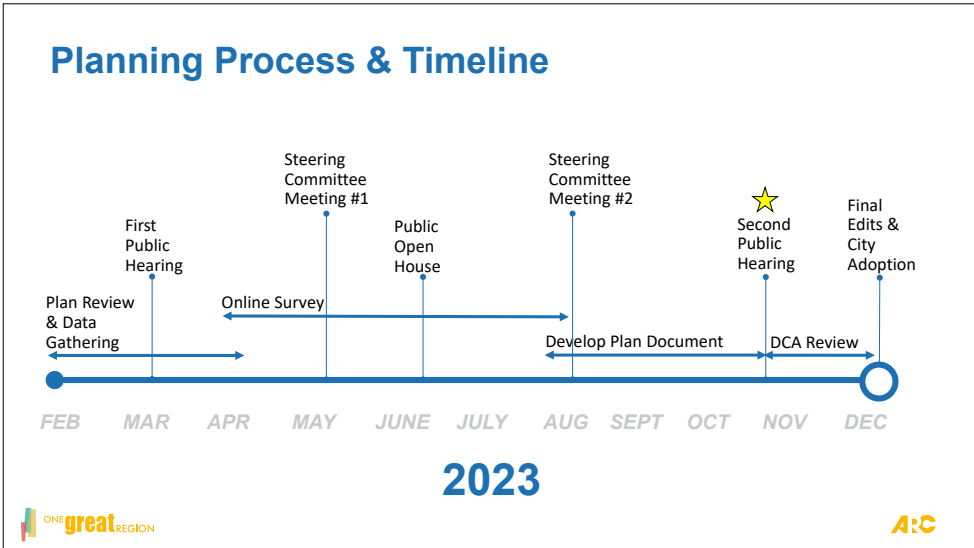 Planning Process & Timeline
Steering
Committee
Meeting #1
Steering
Committee
Meeting #2
First
Public
Hearing
Public
Open
House
Second
Public
Hearing
Final
Edits &
City
Adoption
Plan Review
& Data
Gathering
Online Survey
Develop Plan Document
DCA Review
FEB MAR APR MAY JUNE JULY AUG SEPT OCT NOV DEC
2023
ONE great REGION
ARC